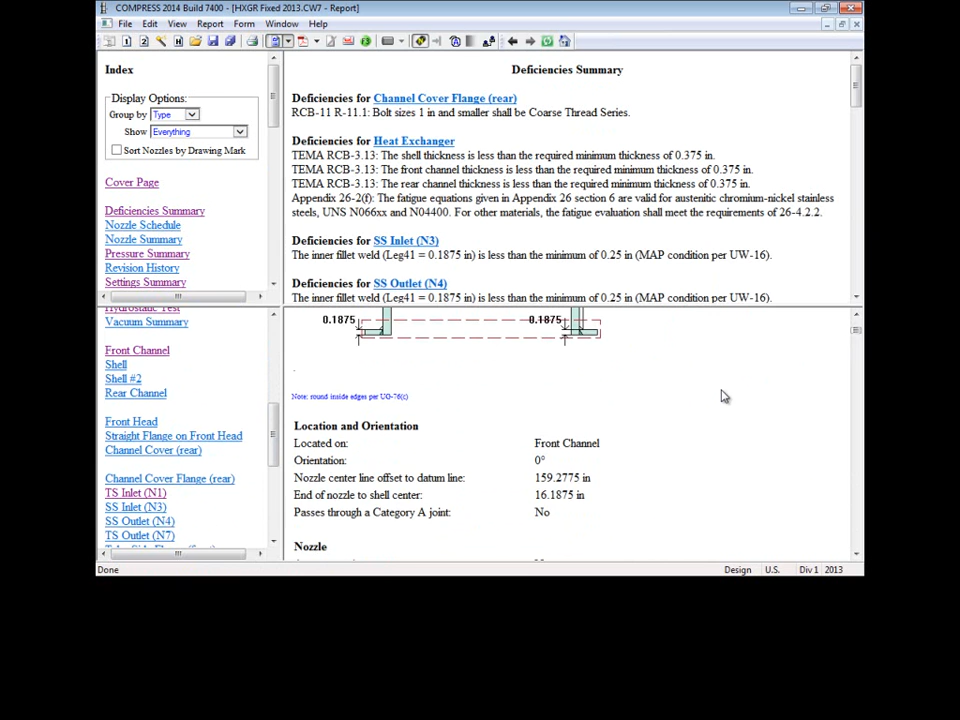 COMPRESS 2014 Build 7400 - [HXGR Fixed 2013.CW7 - Report]
File Edit View Report Form Window Help
Index
Display Options:
Group by Type
Show Everything
Sort Nozzles by Drawing Mark
Cover Page
Deficiencies Summary
Nozzle Schedule
Nozzle Summary
Pressure Summary
Revision History
Settings Summary
Deficiencies Summary
Deficiencies for Channel Cover Flange (rear)
RCB-11 R-11.1: Bolt sizes 1 in and smaller shall be Coarse Thread Series.
Deficiencies for Heat Exchanger
TEMA RCB-3.13: The shell thickness is less than the required minimum thickness of 0.375 in.
TEMA RCB-3.13: The front channel thickness is less than the required minimum thickness of 0.375 in.
TEMA RCB-3.13: The rear channel thickness is less than the required minimum thickness of 0.375 in.
Appendix 26-2(f): The fatigue equations given in Appendix 26 section 6 are valid for austenitic chromium-nickel stainless
steels, UNS N066xx and N04400. For other materials, the fatigue evaluation shall meet the requirements of 26-4.2.2.
Deficiencies for SS Inlet (N3)
The inner fillet weld (Leg41 = 0.1875 in) is less than the minimum of 0.25 in (MAP condition per UW-16).
Deficiencies for SS Outlet (N4)
The inner fillet weld (Leg41 = 0.1875 in) is less than the minimum of 0.25 in (MAP condition per UW-16).
Hydrostatic Test
Vacuum Summary
Front Channel
Shell
Shell #2
Rear Channel
Front Head
Straight Flange on Front Head
Channel Cover (rear)
Channel Cover Flange (rear)
TS Inlet (N1)
SS Inlet (N3)
SS Outlet (N4)
TS Outlet (N7)
0.1875 0.1875
Note: round inside edges per UG-76(c)
Location and Orientation
Located on: Front Channel
Orientation: 0°
Nozzle center line offset to datum line: 159.2775 in
End of nozzle to shell center: 16.1875 in
Passes through a Category A joint: No
Nozzle
Done Design U.S. Div 1 2013